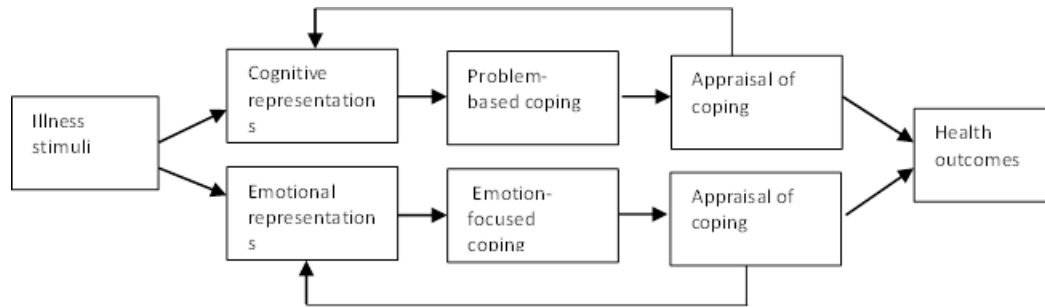 Illness
stimuli
Cognitive
representation
s
Problem-
based coping
Appraisal of
coping
Emotional
representation
s
Emotion-
focused
coping
Appraisal of
coping
Health
outcomes